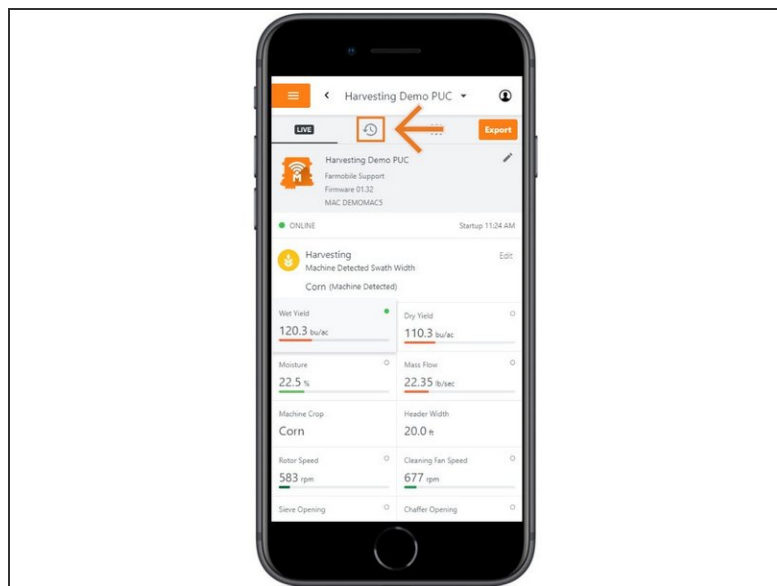 Harvesting Demo PUC
LIVE
Export
Harvesting Demo PUC
Farmobile Support
Firmware 01.32
MAC DEMOMAC5
ONLINE
Startup 11:24 AM
Harvesting
Edit
Machine Detected Swath Width
Corn (Machine Detected)
Wet Yield
120.3 bu/ac
Dry Yield
110.3 bu/ac
Moisture
22.5 %
Mass Flow
22.35 lb/sec
Machine Crop
Corn
Header Width
20.0 ft
Rotor Speed
583 rpm
Cleaning Fan Speed
677 rpm
Sieve Opening
Chaffer Opening